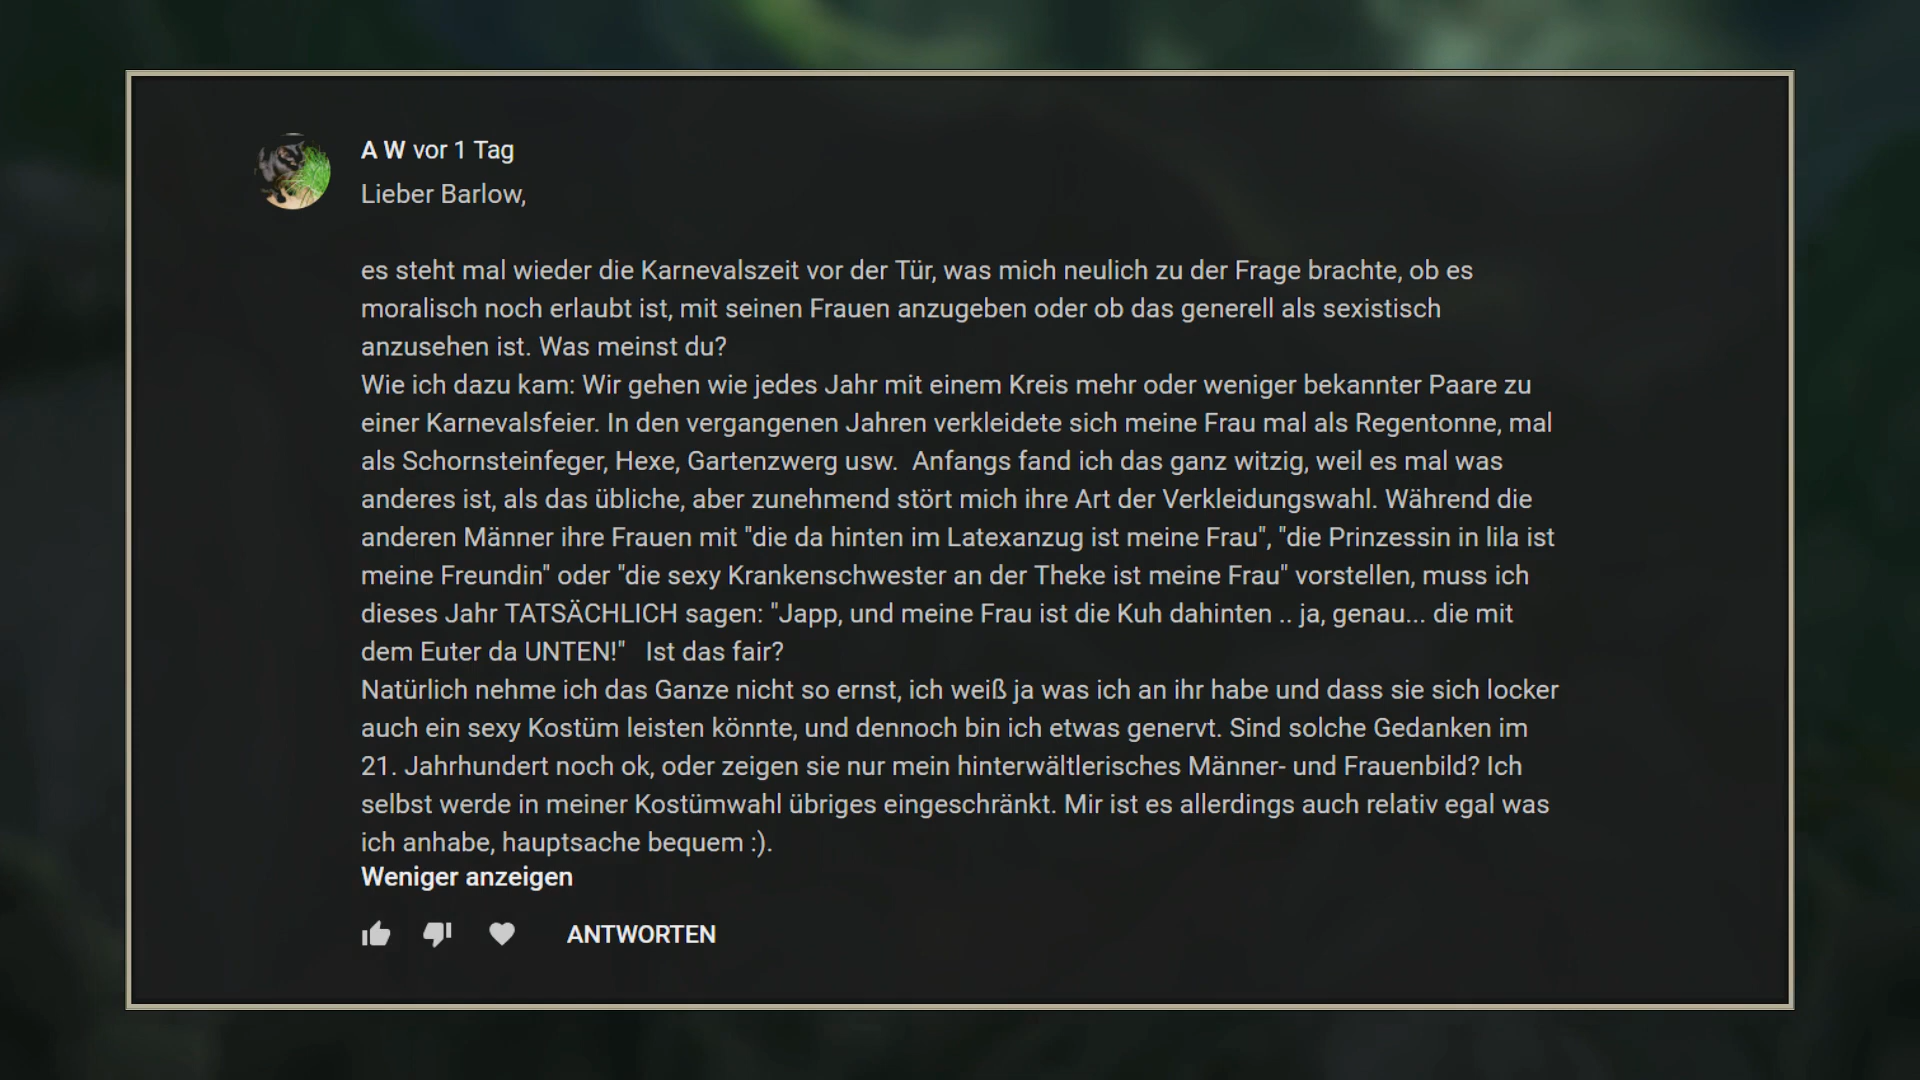 A W vor 1 Tag
Lieber Barlow,
es steht mal wieder die Karnevalszeit vor der Tür, was mich neulich zu der Frage brachte, ob es
moralisch noch erlaubt ist, mit seinen Frauen anzugeben oder ob das generell als sexistisch
anzusehen ist. Was meinst du?
Wie ich dazu kam: Wir gehen wie jedes Jahr mit einem Kreis mehr oder weniger bekannter Paare zu
einer Karnevalsfeier. In den vergangenen Jahren verkleidete sich meine Frau mal als Regentonne, mal
als Schornsteinfeger, Hexe, Gartenzwerg usw.  Anfangs fand ich das ganz witzig, weil es mal was
anderes ist, als das übliche, aber zunehmend stört mich ihre Art der Verkleidungswahl. Während die
anderen Männer ihre Frauen mit "die da hinten im Latexanzug ist meine Frau", "die Prinzessin in lila ist
meine Freundin" oder "die sexy Krankenschwester an der Theke ist meine Frau" vorstellen, muss ich
dieses Jahr TATSÄCHLICH sagen: "Japp, und meine Frau ist die Kuh dahinten .. ja, genau... die mit
dem Euter da UNTEN!"   Ist das fair?
Natürlich nehme ich das Ganze nicht so ernst, ich weiß ja was ich an ihr habe und dass sie sich locker
auch ein sexy Kostüm leisten könnte, und dennoch bin ich etwas genervt. Sind solche Gedanken im
21. Jahrhundert noch ok, oder zeigen sie nur mein hinterwältlerisches Männer- und Frauenbild? Ich
selbst werde in meiner Kostümwahl übriges eingeschränkt. Mir ist es allerdings auch relativ egal was
ich anhabe, hauptsache bequem :).
Weniger anzeigen
ANTWORTEN